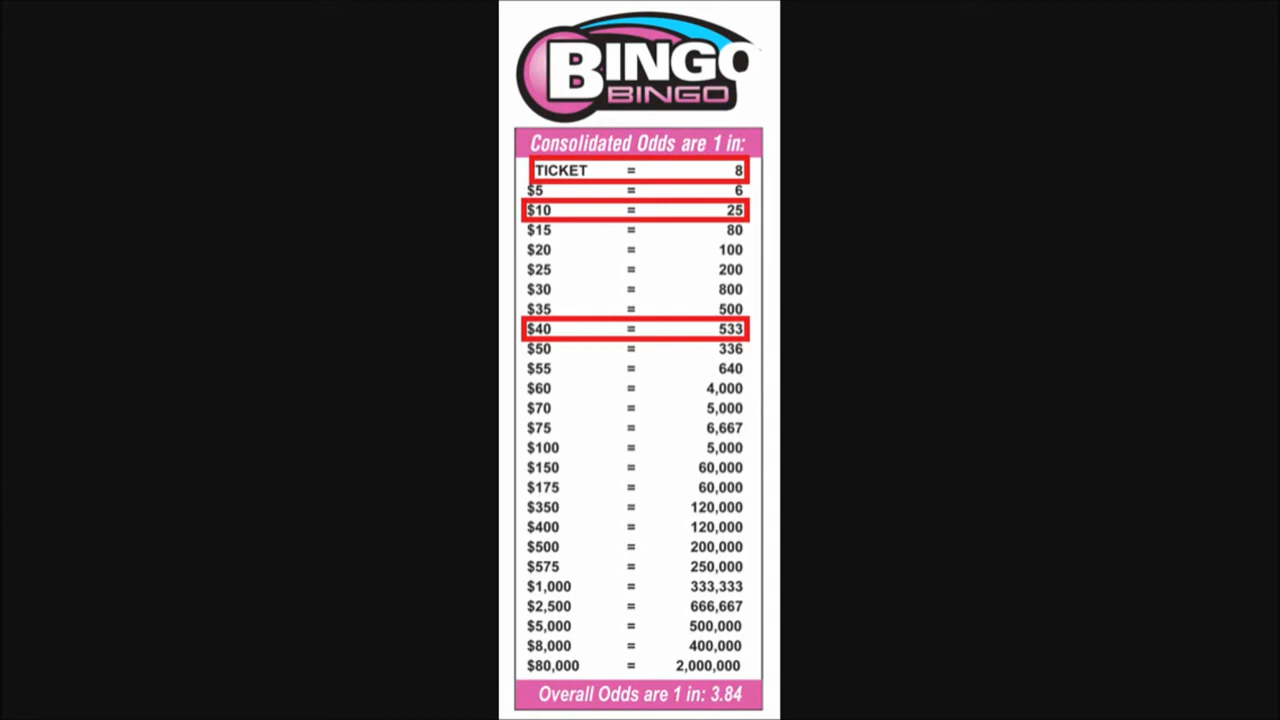 BINGO
BINGO
Consolidated Odds are 1 in:
TICKET = 8
$5 = 6
$10 = 25
$15 = 80
$20 = 100
$25 = 200
$30 = 800
$35 = 500
$40 = 533
$50 = 336
$55 = 640
$60 = 4,000
$70 = 5,000
$75 = 6,667
$100 = 5,000
$150 = 60,000
$175 = 60,000
$350 = 120,000
$400 = 120,000
$500 = 200,000
$575 = 250,000
$1,000 = 333,333
$2,500 = 666,667
$5,000 = 500,000
$8,000 = 400,000
$80,000 = 2,000,000
Overall Odds are 1 in: 3.84